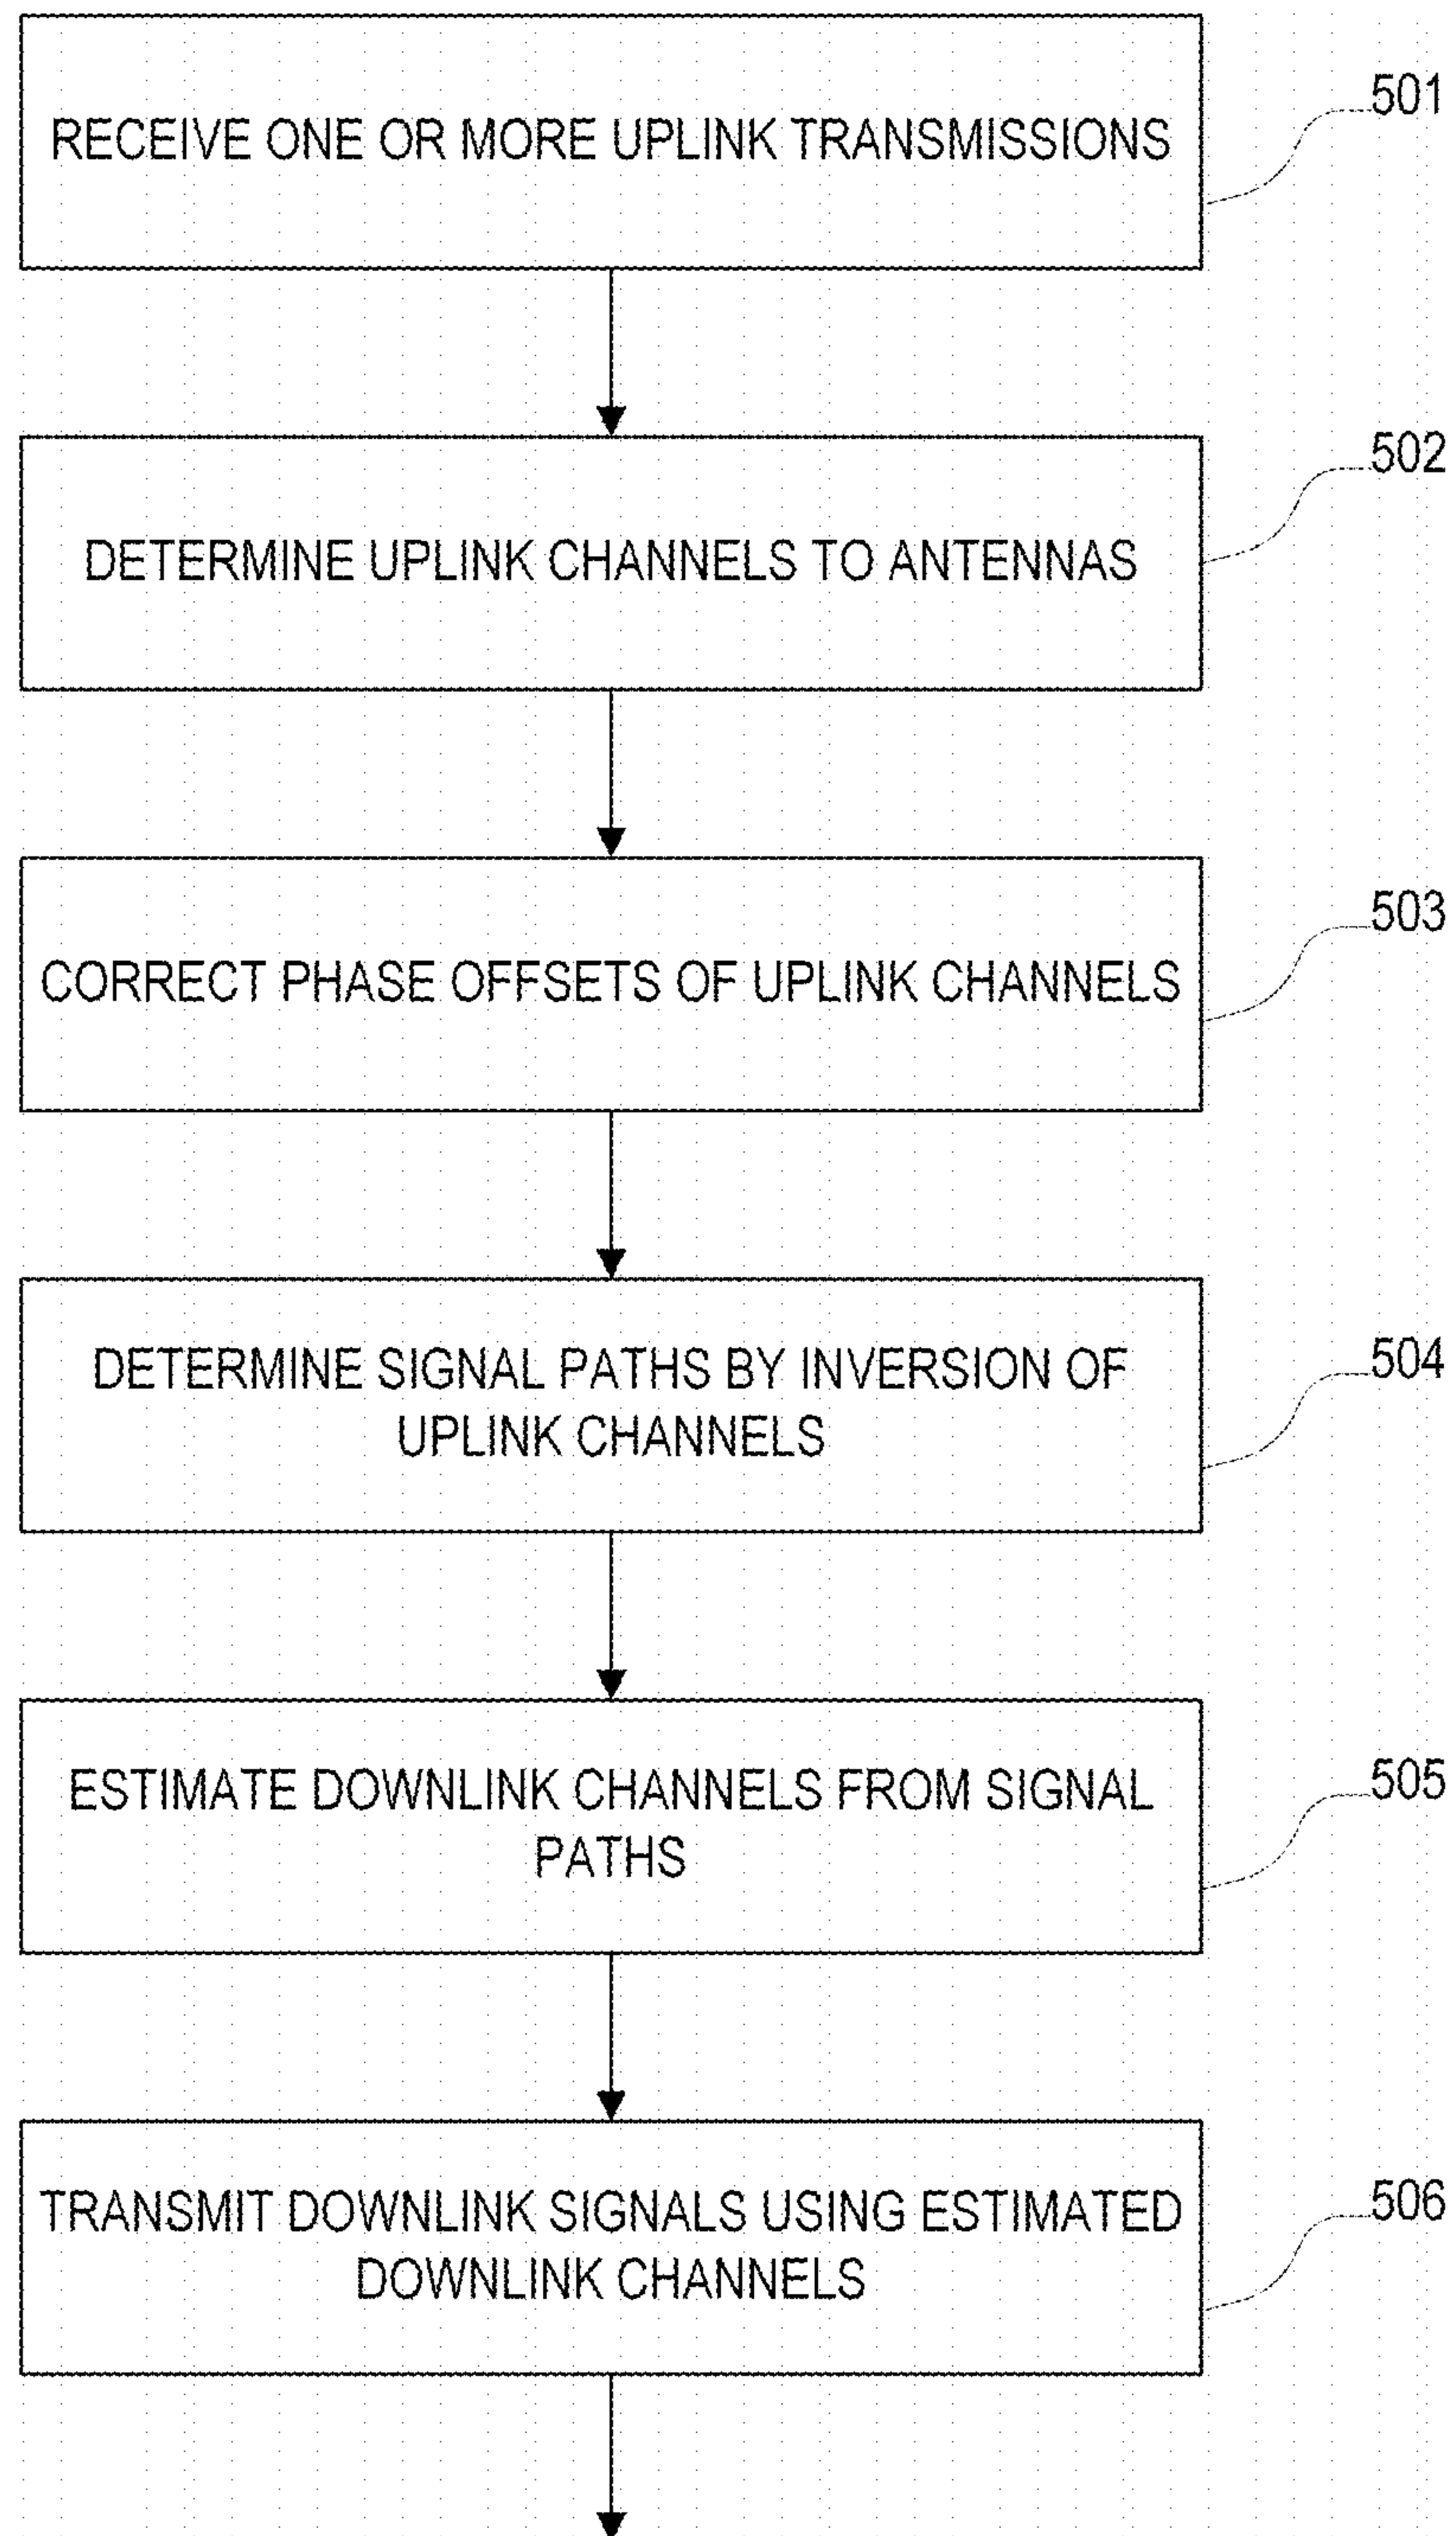 RECEIVE ONE OR MORE UPLINK TRANSMISSIONS
501
DETERMINE UPLINK CHANNELS TO ANTENNAS
502
CORRECT PHASE OFFSETS OF UPLINK CHANNELS
503
DETERMINE SIGNAL PATHS BY INVERSION OF
UPLINK CHANNELS
504
ESTIMATE DOWNLINK CHANNELS FROM SIGNAL
PATHS
505
TRANSMIT DOWNLINK SIGNALS USING ESTIMATED
DOWNLINK CHANNELS
506